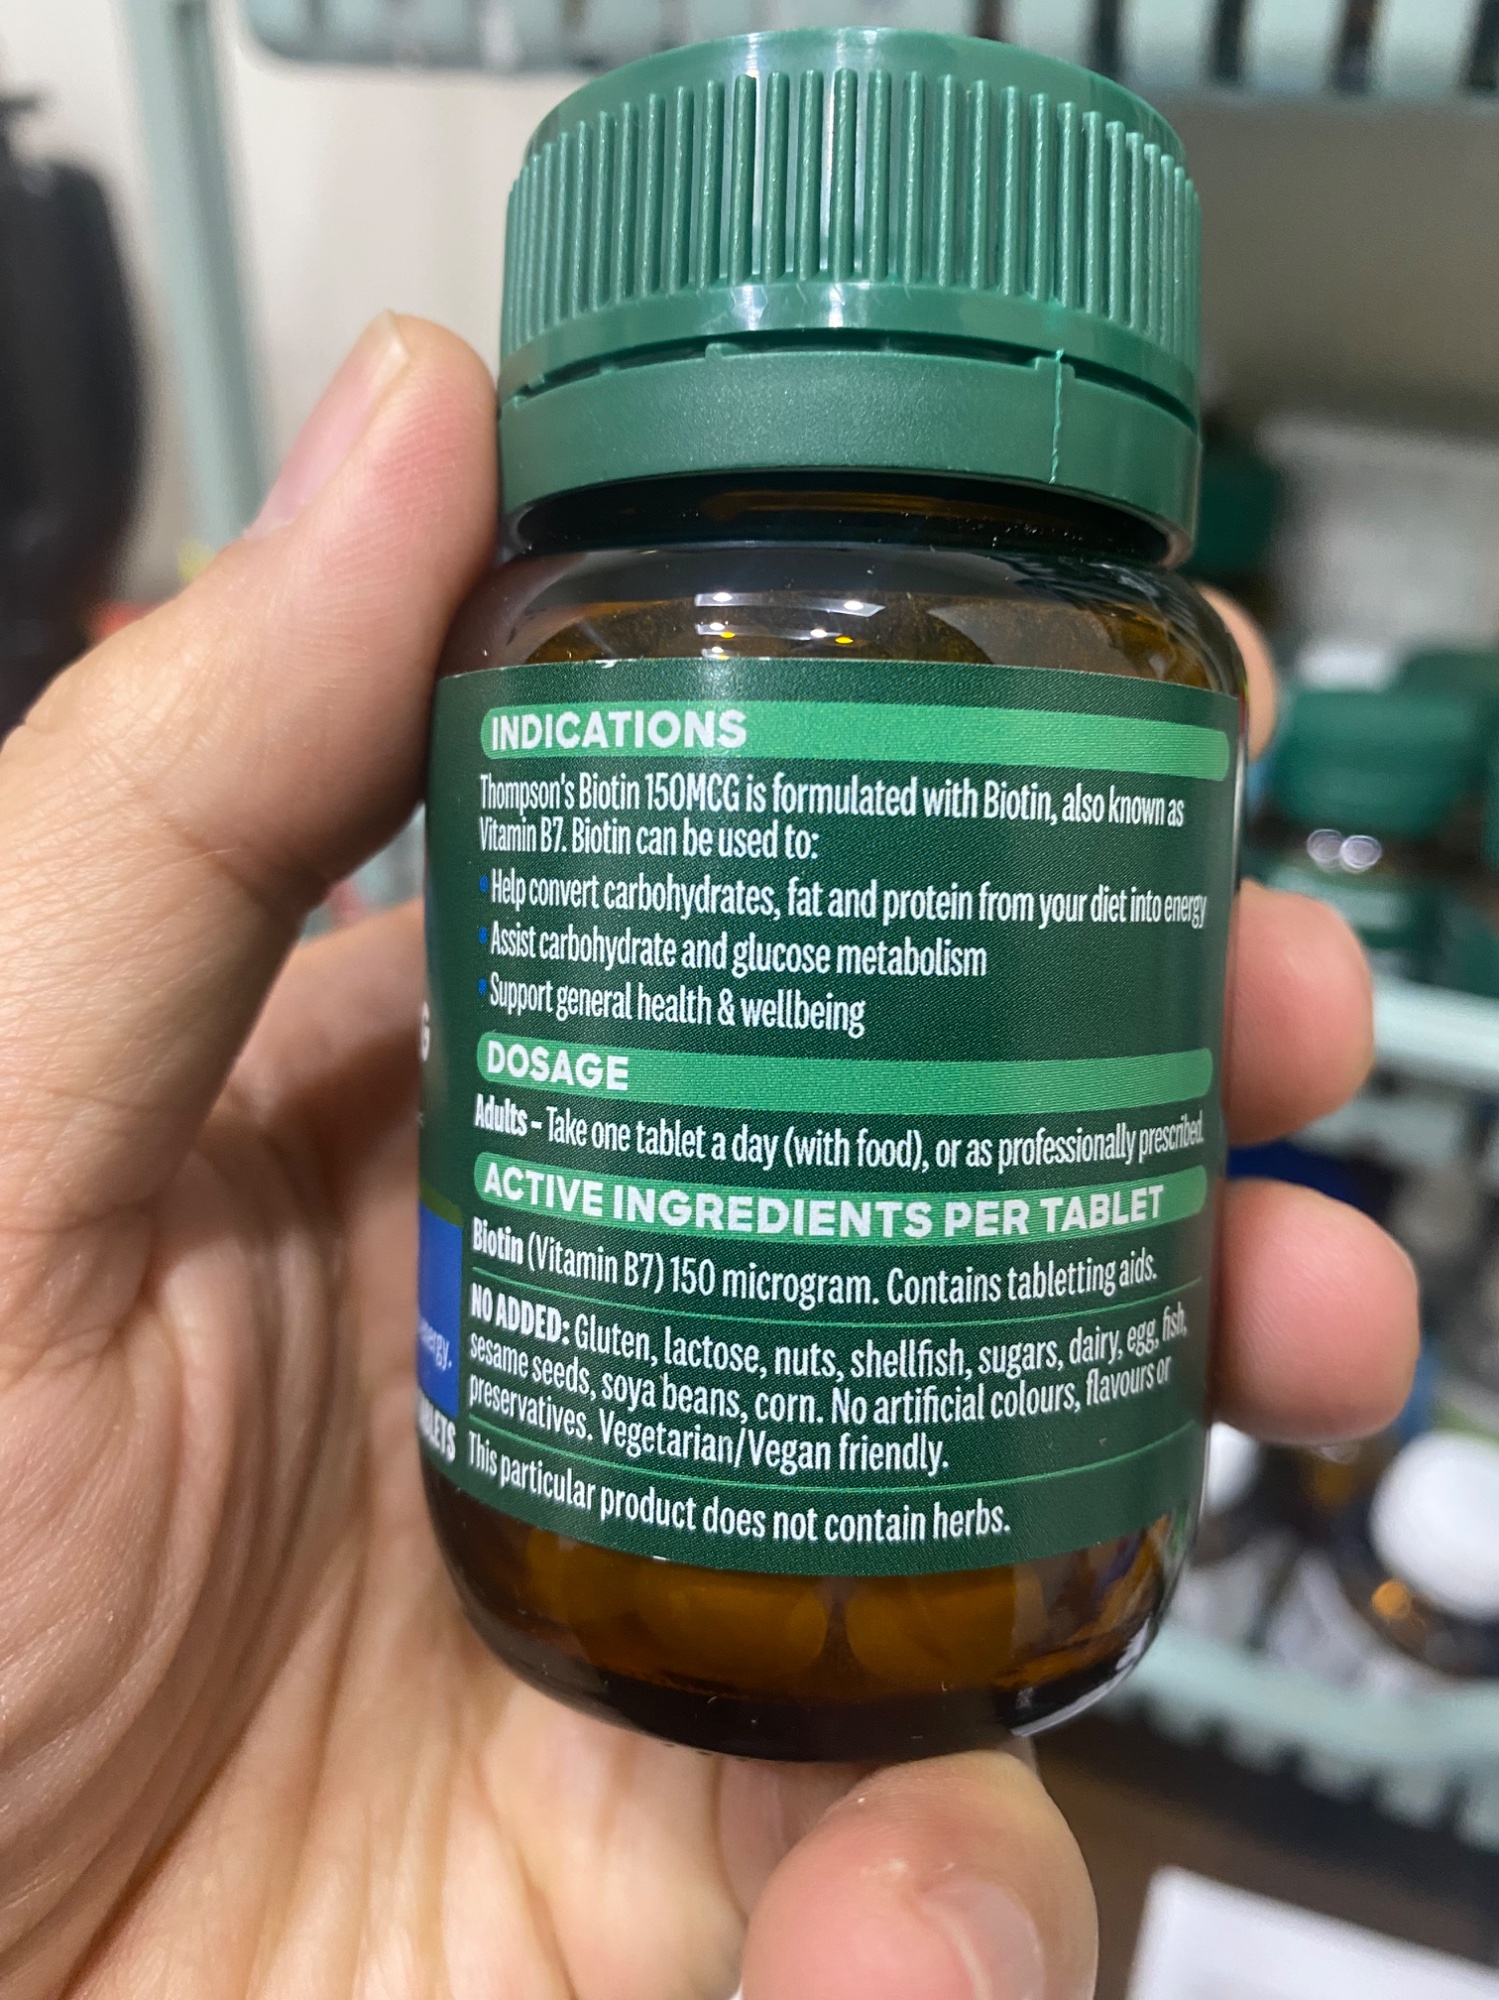 INDICATIONS
Thompson's Biotin 150MCG is formulated with Biotin, also known as
Vitamin B7. Biotin can be used to:
• Help convert carbohydrates, fat and protein from your diet into energy
• Assist carbohydrate and glucose metabolism
• Support general health & wellbeing
DOSAGE
Adults – Take one tablet a day (with food), or as professionally prescribed.
ACTIVE INGREDIENTS PER TABLET
Biotin (Vitamin B7) 150 microgram. Contains tabletting aids.
NO ADDED: Gluten, lactose, nuts, shellfish, sugars, dairy, egg, fish,
sesame seeds, soya beans, corn. No artificial colours, flavours or
preservatives. Vegetarian/Vegan friendly.
This particular product does not contain herbs.